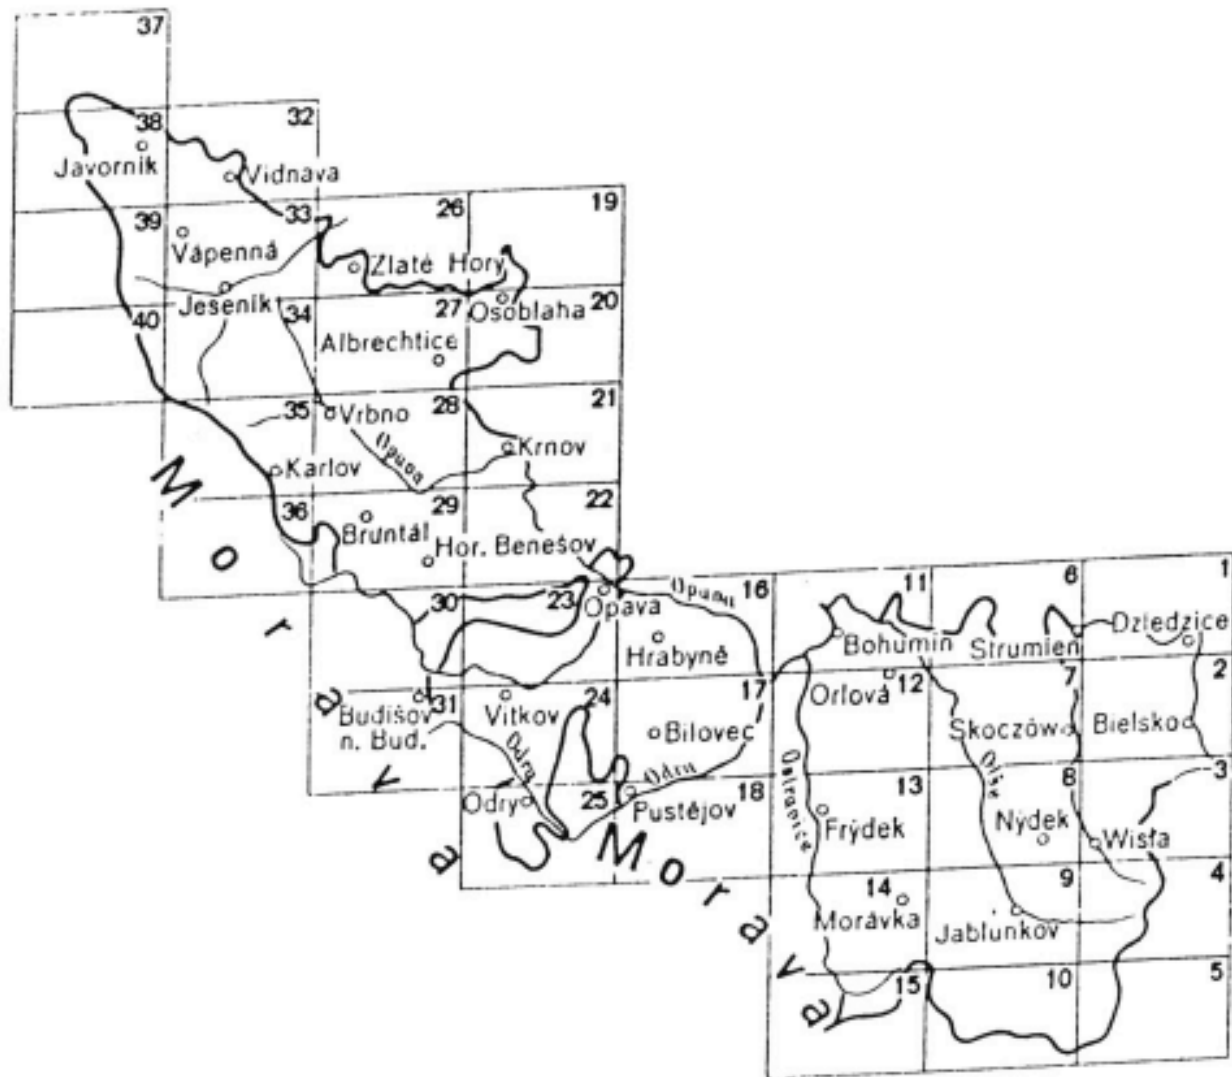 37
38
32
Javorník
Vidnava
39
33
26
19
Vápenná
Zlaté Hory
Jeseník
40
34
27
20
Osoblaha
Albrechtice
35
28
21
Vrbno
Opava
Krnov
Karlov
36
29
22
Bruntál
Hor. Benešov
30
23
16
11
6
1
Opava
Opava
Bohumín
Strumień
Dziedzice
Hrabyně
31
24
17
12
7
2
Orlová
Budišov
n. Bud.
Vítkov
Bílovec
Skoczów
Bielsko
Odra
Odra
Ostravice
Olše
25
18
13
8
3
Odry
Pustějov
Frýdek
Nýdek
Wisła
14
9
4
Morávka
Jablunkov
15
10
5
Morava
Morava